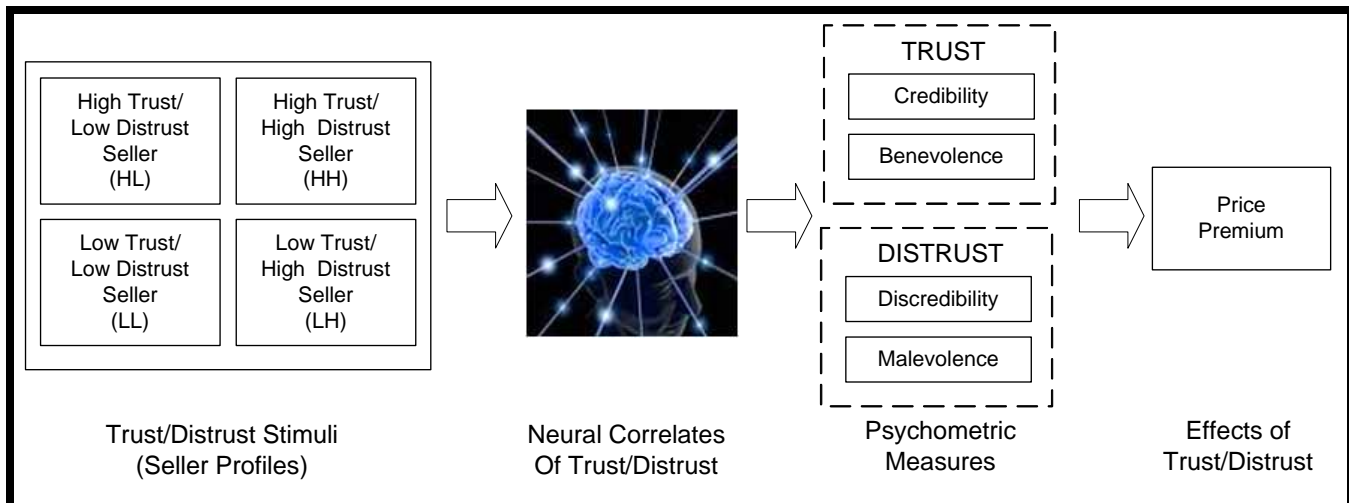 High Trust/
Low Distrust
Seller
(HL)
High Trust/
High Distrust
Seller
(HH)
Low Trust/
Low Distrust
Seller
(LL)
Low Trust/
High Distrust
Seller
(LH)
TRUST
Credibility
Benevolence
DISTRUST
Discredibility
Malevolence
Price
Premium
Trust/Distrust Stimuli
(Seller Profiles)
Neural Correlates
Of Trust/Distrust
Psychometric
Measures
Effects of
Trust/Distrust